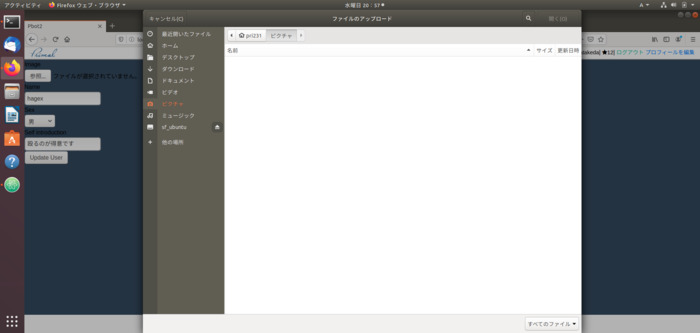 アクティビティ
Firefox ウェブ・ブラウザ
水曜日 20 : 37
A
Pbot2
キャンセル(C)
ファイルのアップロード
開く(O)
Primal
★12]
ログアウト
プロフィールを編集
参照...
ファイルが選択されていません。
Name
hages
Sex
男
Self introduction
殴るのが得意です
Update User
最近開いたファイル
ホーム
デスクトップ
ダウンロード
ドキュメント
ビデオ
ピクチャ
ミュージック
sf_ubuntu
他の場所
pri231
ピクチャ
名前
サイズ
更新日時
すべてのファイル